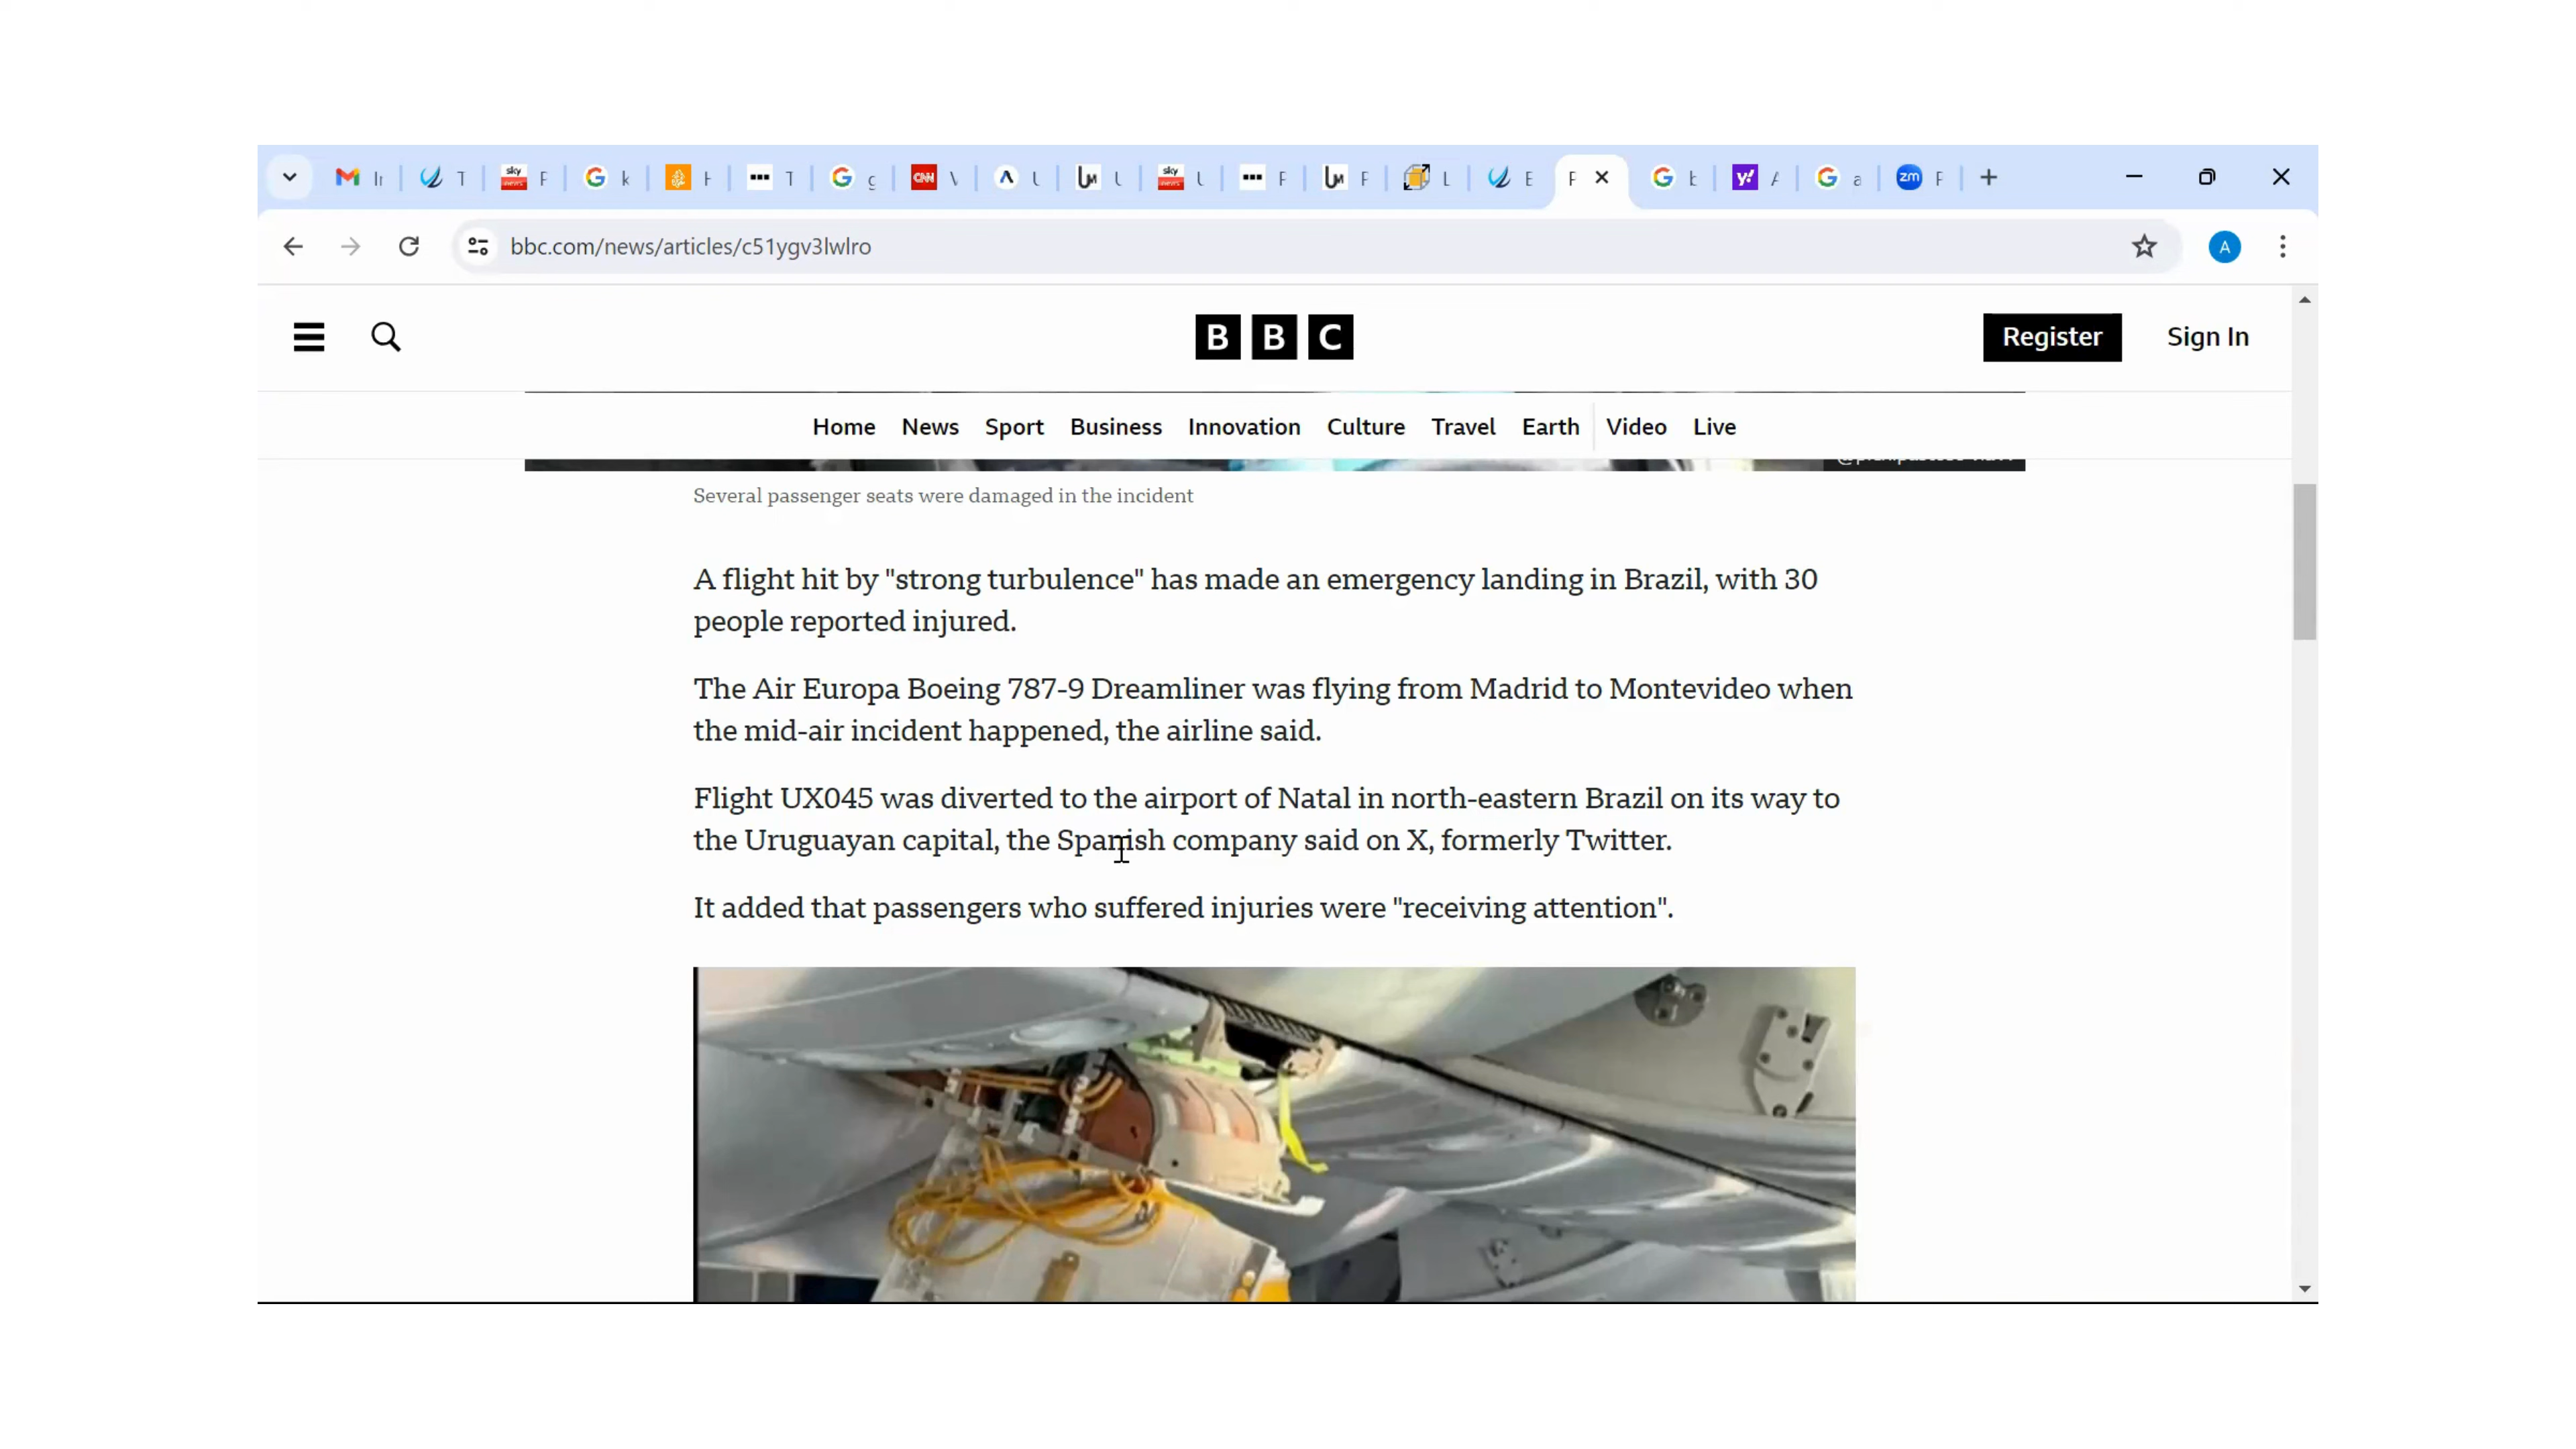 bbc.com/news/articles/c51ygv3lwlro
A
BBC
Register
Sign In
Home News Sport Business Innovation Culture Travel Earth Video Live
Several passenger seats were damaged in the incident
A flight hit by "strong turbulence" has made an emergency landing in Brazil, with 30
people reported injured.
The Air Europa Boeing 787-9 Dreamliner was flying from Madrid to Montevideo when
the mid-air incident happened, the airline said.
Flight UX045 was diverted to the airport of Natal in north-eastern Brazil on its way to
the Uruguayan capital, the Spanish company said on X, formerly Twitter.
It added that passengers who suffered injuries were "receiving attention".